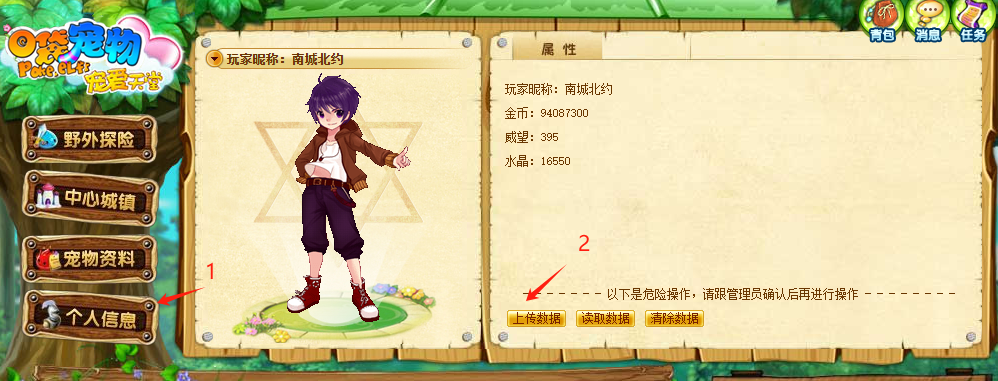 口袋宠物
Poke.eLfs
宠爱天堂
背包
消息
任务
野外探险
中心城镇
宠物资料
个人信息
1
玩家昵称：南城北约
属 性
玩家昵称：南城北约
金币：94087300
威望：395
水晶：16550
2
以下是危险操作，请跟管理员确认后再进行操作
上传数据
读取数据
清除数据